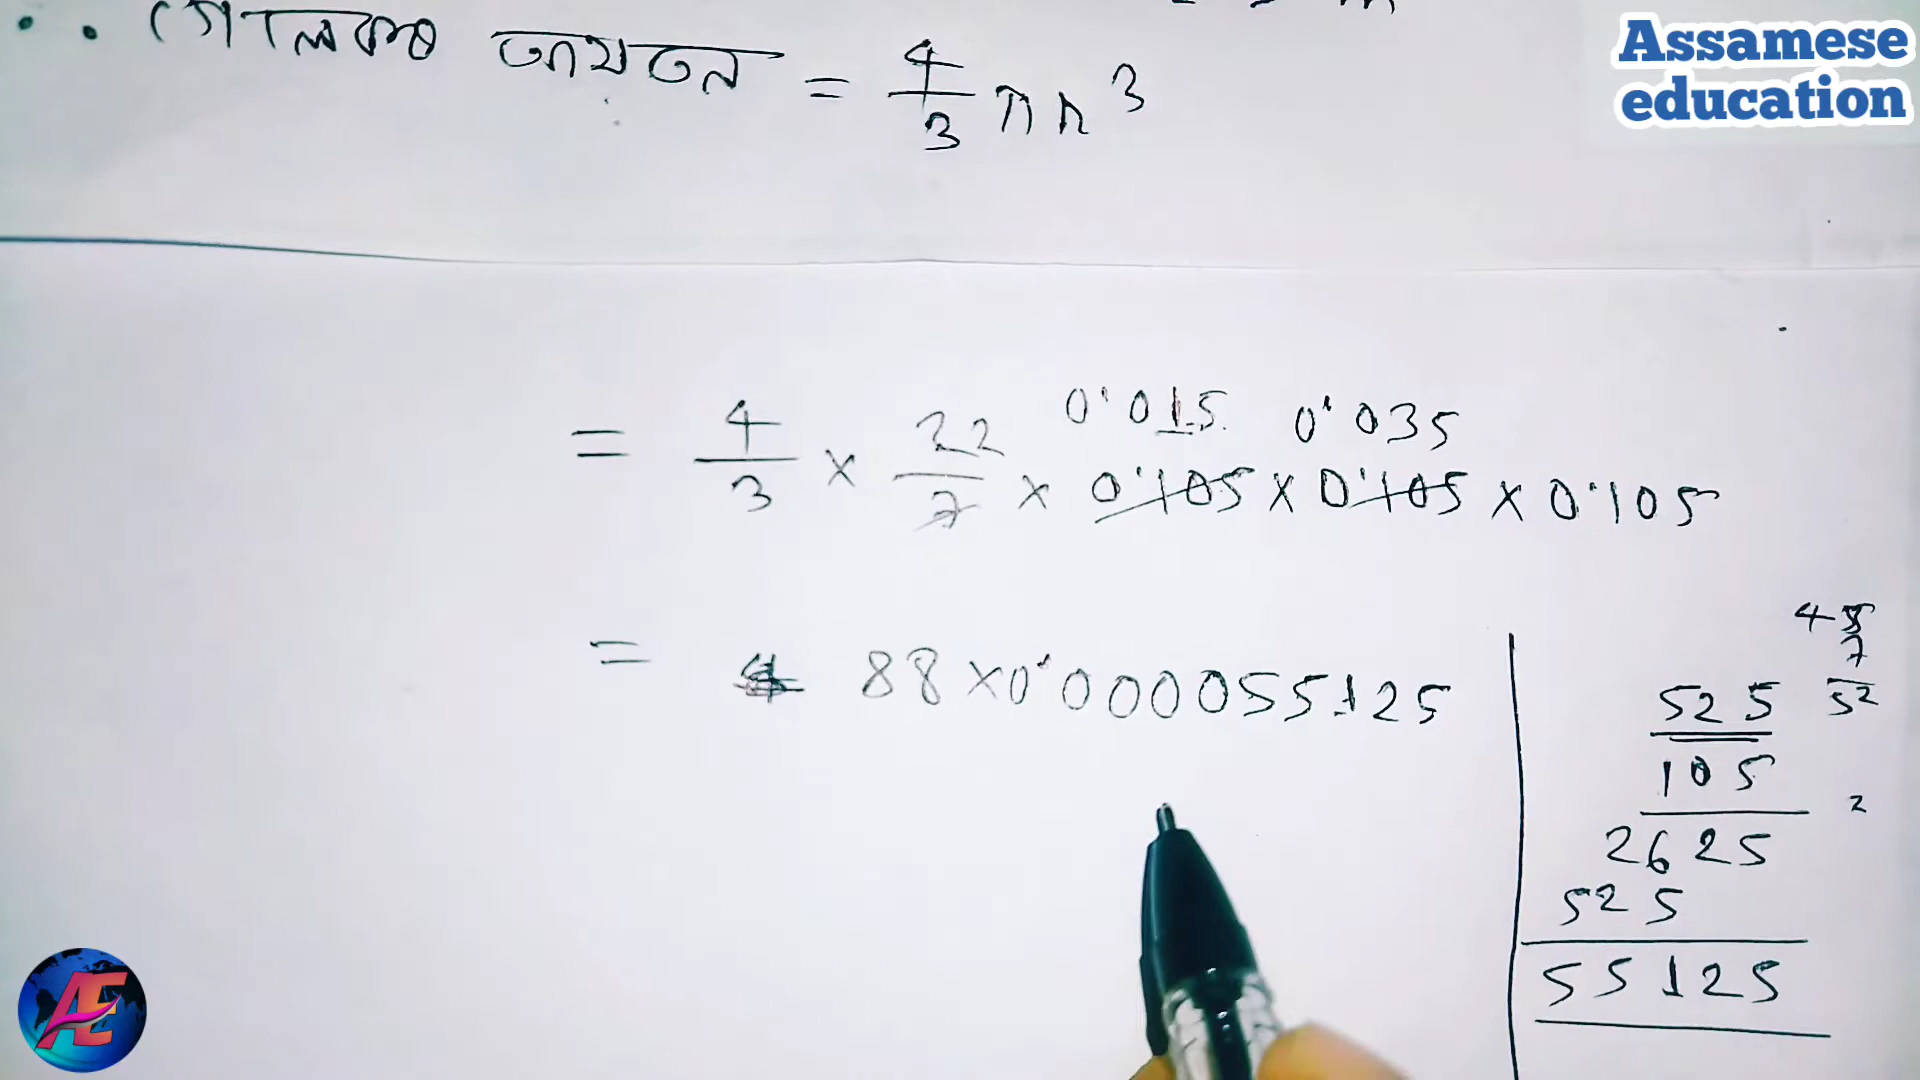 Assamese
education
∴ গোলকৰ আয়তন = 4/3 πr³
0.015 0.035
= 4/3 × 22/7 × 0.105 × 0.105 × 0.105
= 88 × 0.000055125
525
105
2625
525
55125
AE